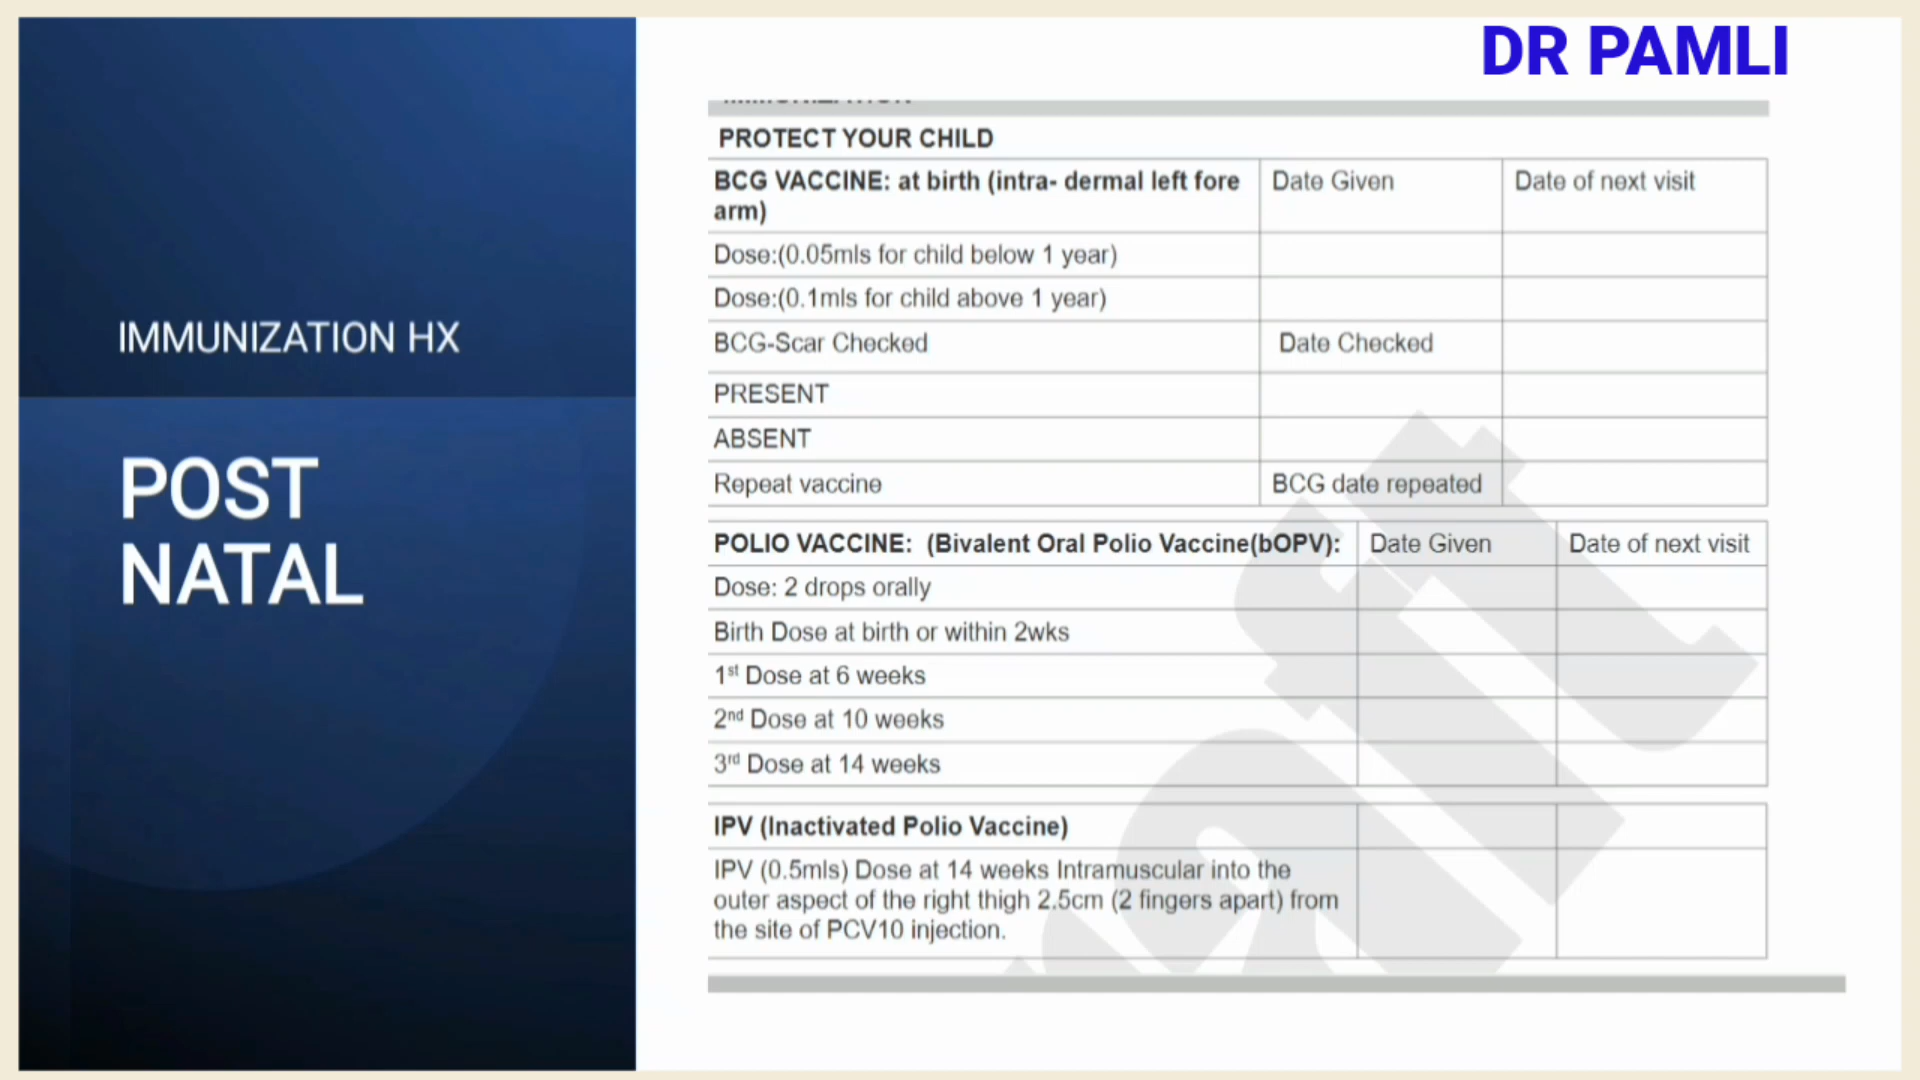 DR PAMLI
IMMUNIZATION HX
POST
NATAL
IMMUNIZATION
PROTECT YOUR CHILD
BCG VACCINE: at birth (intra- dermal left fore
arm)
Date Given
Date of next visit
Dose:(0.05mls for child below 1 year)
Dose:(0.1mls for child above 1 year)
BCG-Scar Checked
Date Checked
PRESENT
ABSENT
Repeat vaccine
BCG date repeated
POLIO VACCINE: (Bivalent Oral Polio Vaccine(bOPV):
Date Given
Date of next visit
Dose: 2 drops orally
Birth Dose at birth or within 2wks
1st Dose at 6 weeks
2nd Dose at 10 weeks
3rd Dose at 14 weeks
IPV (Inactivated Polio Vaccine)
IPV (0.5mls) Dose at 14 weeks Intramuscular into the
outer aspect of the right thigh 2.5cm (2 fingers apart) from
the site of PCV10 injection.